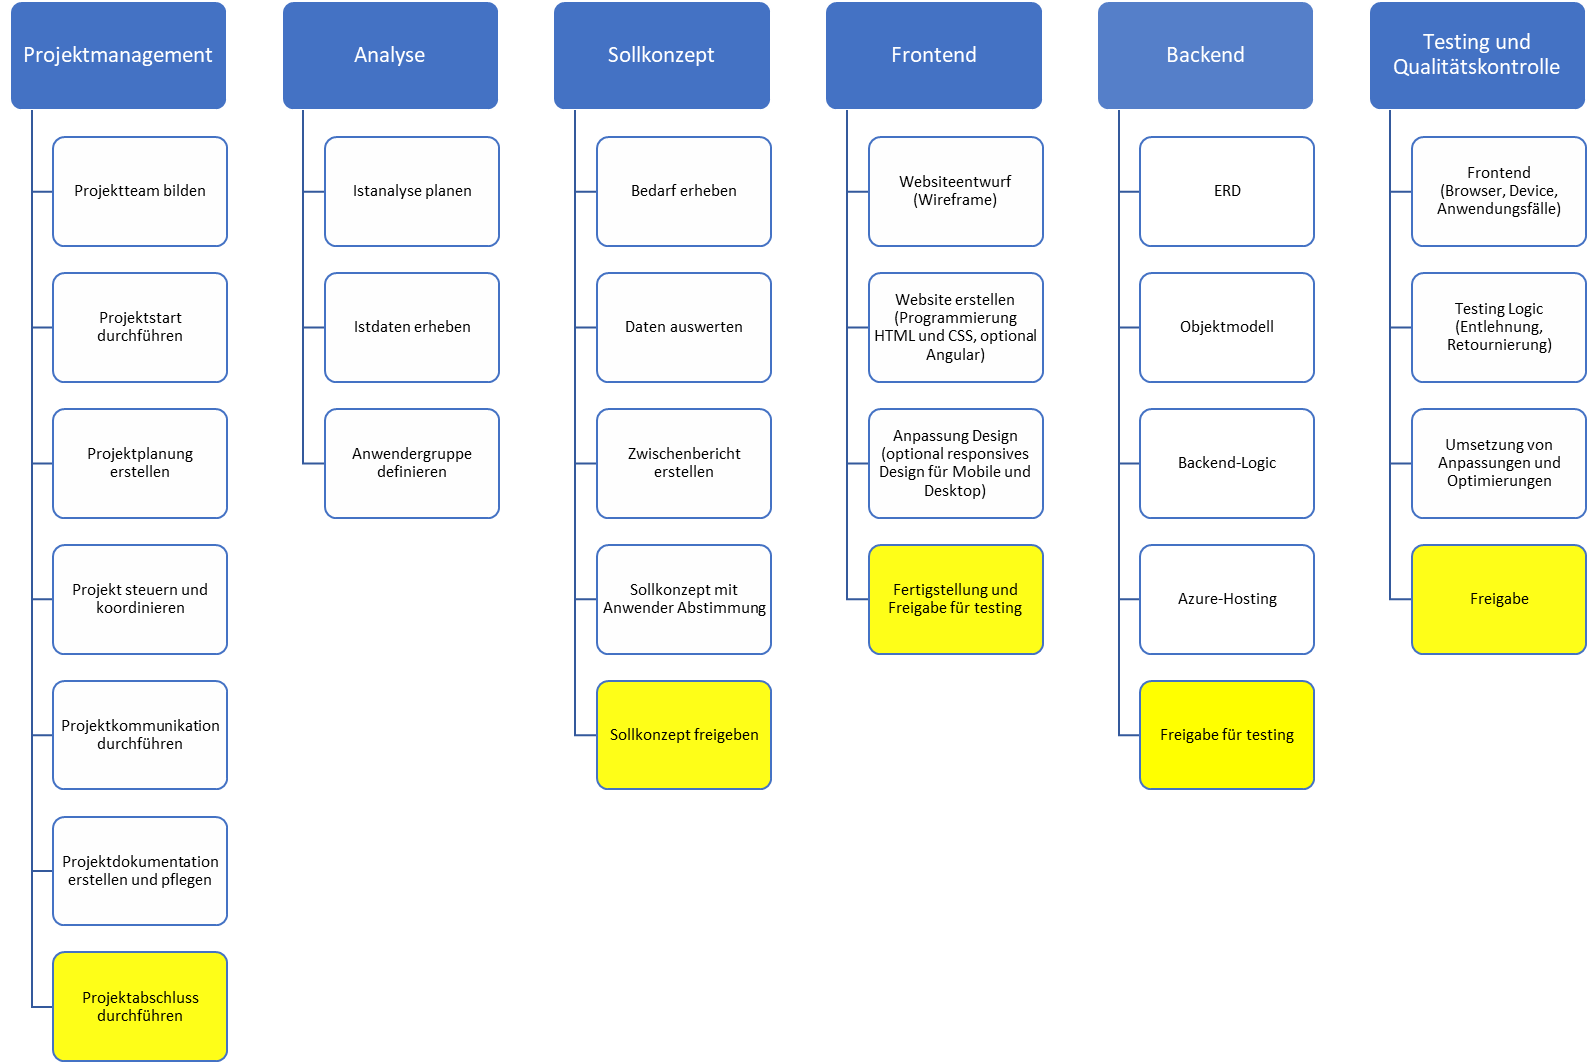 Projektmanagement
Projektteam bilden
Projektstart
durchführen
Projektplanung
erstellen
Projekt steuern und
koordinieren
Projektkommunikation
durchführen
Projektdokumentation
erstellen und pflegen
Projektabschluss
durchführen
Analyse
Istanalyse planen
Istdaten erheben
Anwendergruppe
definieren
Sollkonzept
Bedarf erheben
Daten auswerten
Zwischenbericht
erstellen
Sollkonzept mit
Anwender Abstimmung
Sollkonzept freigeben
Frontend
Websiteentwurf
(Wireframe)
Website erstellen
(Programmierung
HTML und CSS, optional
Angular)
Anpassung Design
(optional responsives
Design für Mobile und
Desktop)
Fertigstellung und
Freigabe für testing
Backend
ERD
Objektmodell
Backend-Logic
Azure-Hosting
Freigabe für testing
Testing und
Qualitätskontrolle
Frontend
(Browser, Device,
Anwendungsfälle)
Testing Logic
(Entlehnung,
Retournierung)
Umsetzung von
Anpassungen und
Optimierungen
Freigabe